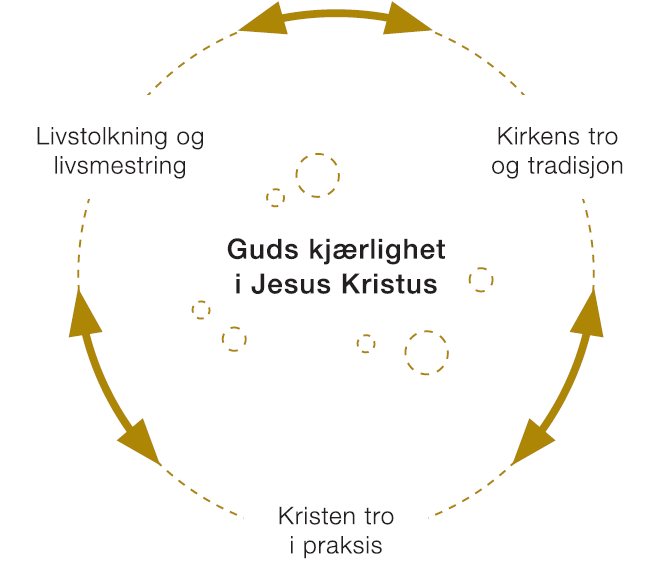 Livstolkning og
livsmestring
Kirkens tro
og tradisjon
Guds kjærlighet
i Jesus Kristus
Kristen tro
i praksis